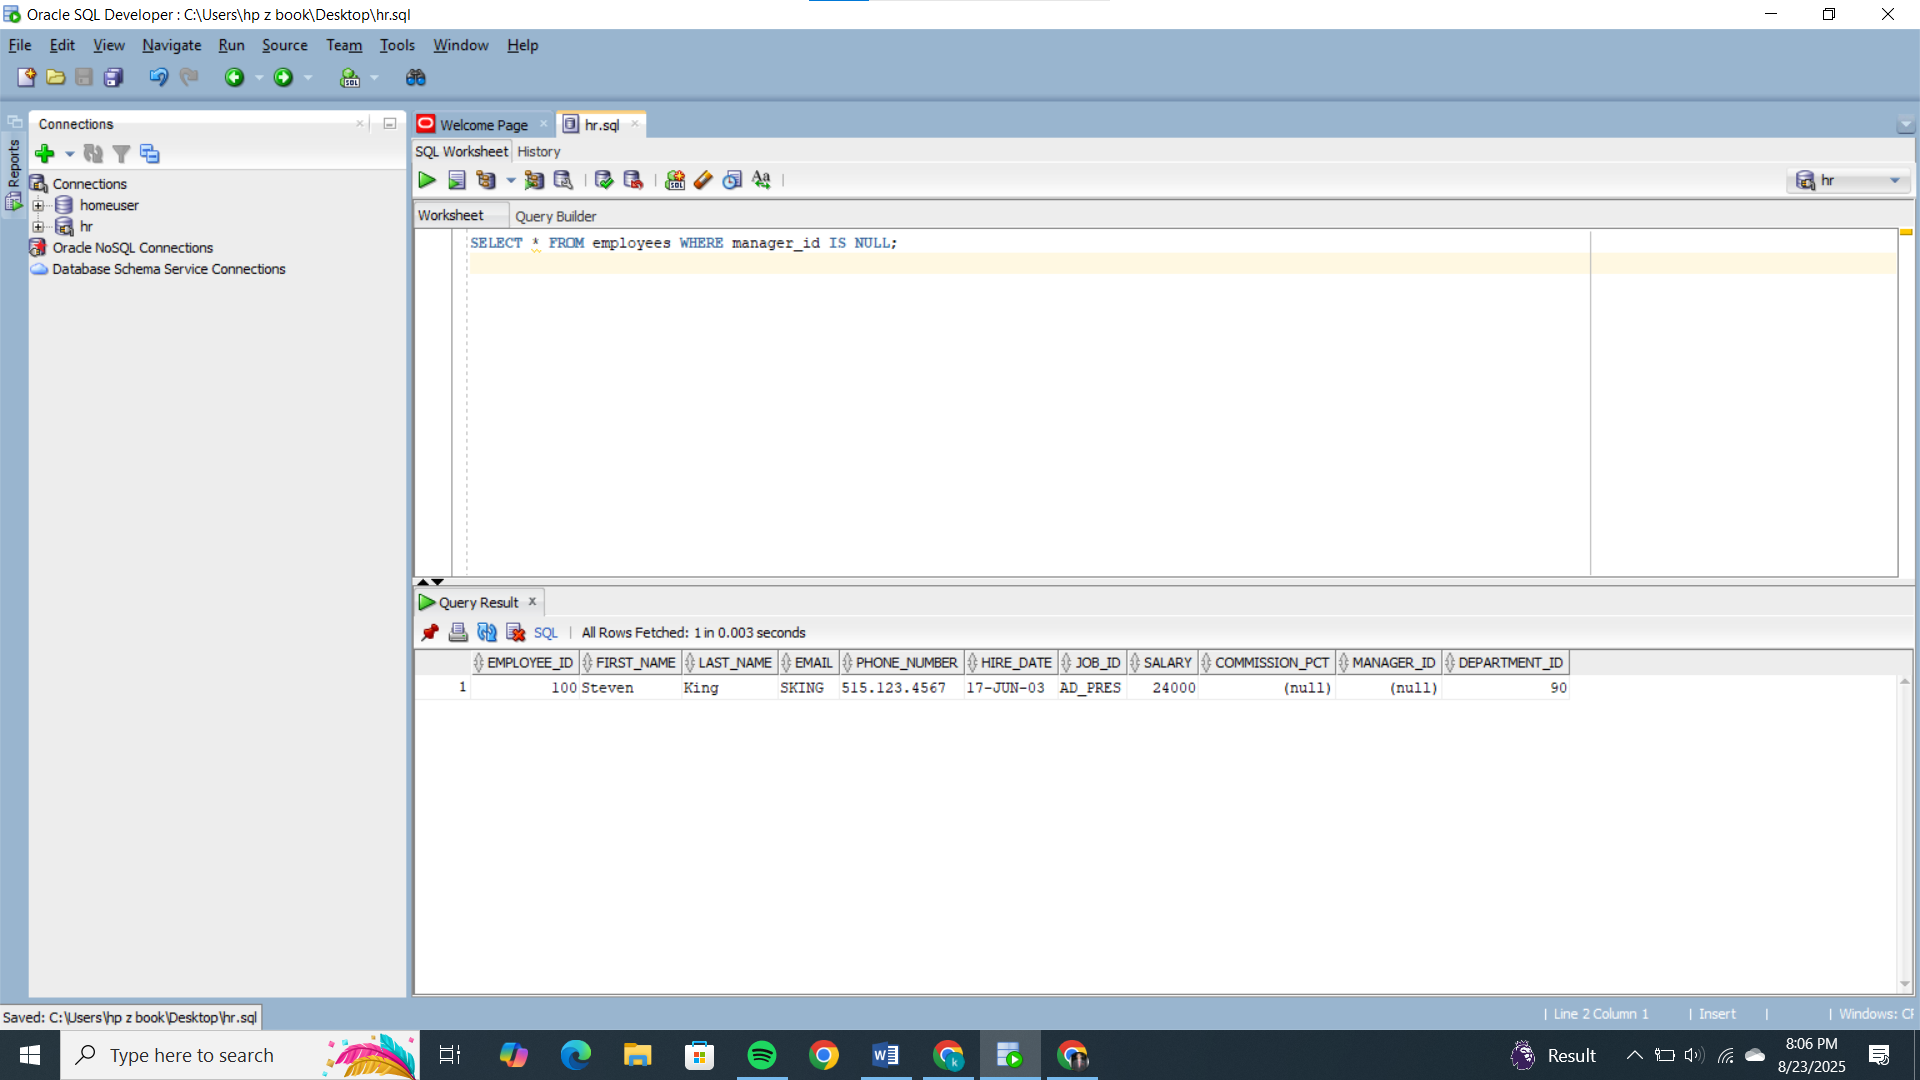 Oracle SQL Developer : C:\Users\hp z book\Desktop\hr.sql
File Edit View Navigate Run Source Team Tools Window Help
Connections
Welcome Page
hr.sql
SQL Worksheet History
Reports
Connections
homeuser
hr
Oracle NoSQL Connections
Database Schema Service Connections
hr
Worksheet Query Builder
SELECT * FROM employees WHERE manager_id IS NULL;
Query Result
SQL | All Rows Fetched: 1 in 0.003 seconds
EMPLOYEE_ID FIRST_NAME LAST_NAME EMAIL PHONE_NUMBER HIRE_DATE JOB_ID SALARY COMMISSION_PCT MANAGER_ID DEPARTMENT_ID
1 100 Steven King SKING 515.123.4567 17-JUN-03 AD_PRES 24000 (null) (null) 90
Saved: C:\Users\hp z book\Desktop\hr.sql
| Line 2 Column 1 | Insert | | Windows: CF
Type here to search
Result
8:06 PM
8/23/2025